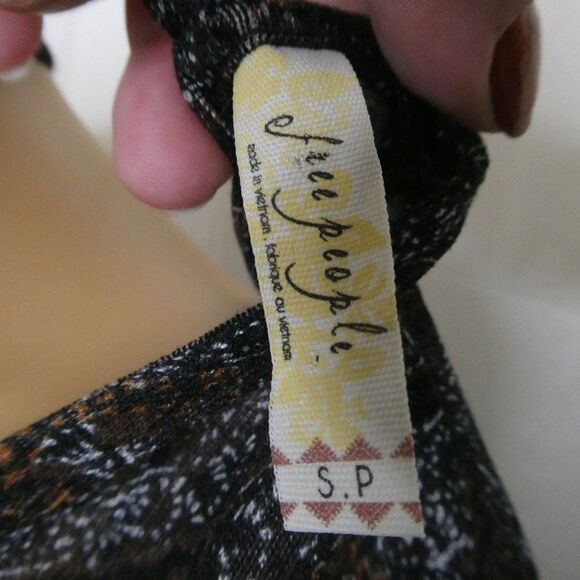 free people
made in vietnam . fabriqué au vietnam
S.P